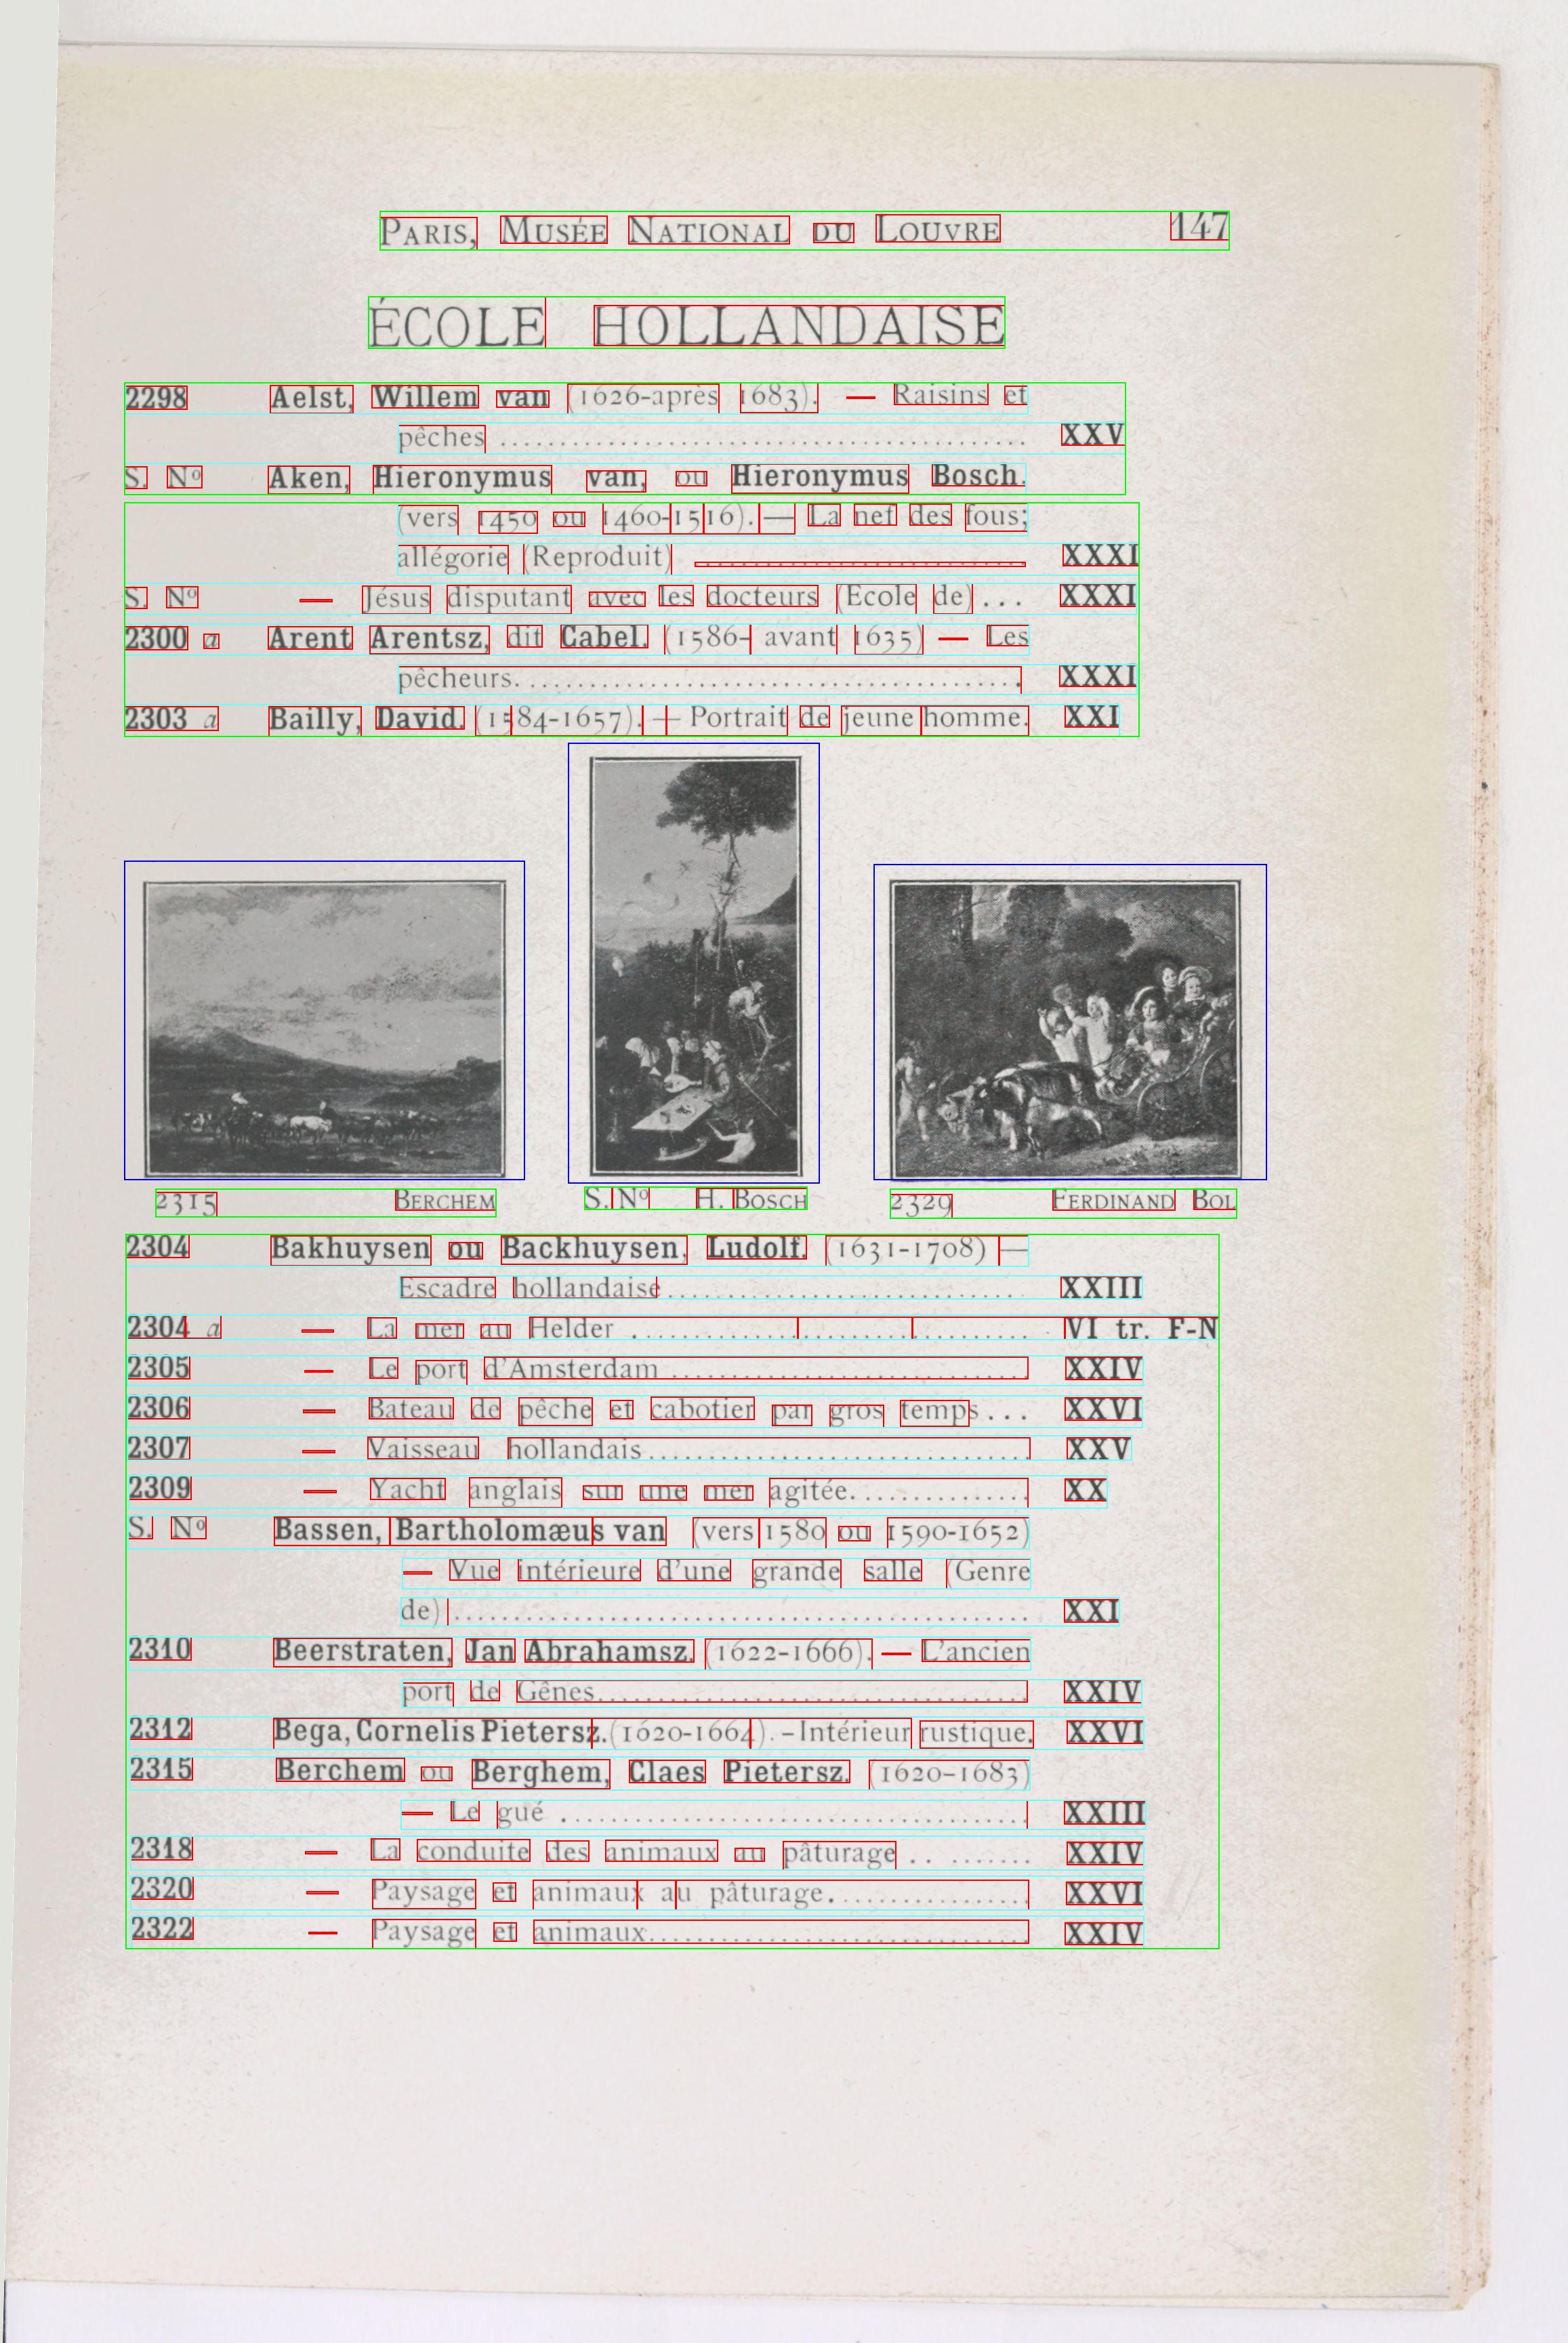 PARIS, MUSÉE NATIONAL DU LOUVRE 147
ÉCOLE HOLLANDAISE
2298 Aelst, Willem van (1626-après 1683). — Raisins et
pêches ............................................ XXV
S. Nº Aken, Hieronymus van, ou Hieronymus Bosch.
(vers 1450 ou 1460-1516). — La nef des fous;
allégorie (Reproduit) ............................ XXXI
S. Nº — Jésus disputant avec les docteurs (Ecole de)... XXXI
2300 a Arent Arentsz, dit Cabel. (1586- avant 1635) — Les
pêcheurs.......................................... XXXI
2303 a Bailly, David. (1584-1657). — Portrait de jeune homme. XXI
2315 BERCHEM
S. Nº H. BOSCH
2329 FERDINAND BOL
2304 Bakhuysen ou Backhuysen, Ludolf. (1631-1708) —
Escadre hollandaise.............................. XXIII
2304 a — La mer au Helder ................................. VI tr. F-N
2305 — Le port d'Amsterdam .............................. XXIV
2306 — Bateau de pêche et cabotier par gros temps... XXVI
2307 — Vaisseau hollandais................................ XXV
2309 — Yacht anglais sur une mer agitée............... XX
S. Nº Bassen, Bartholomæus van (vers 1580 ou 1590-1652)
— Vue intérieure d'une grande salle (Genre
de)................................................ XXI
2310 Beerstraten, Jan Abrahamsz. (1622-1666). — L'ancien
port de Gênes.................................... XXIV
2312 Bega, Cornelis Pietersz. (1620-1664). - Intérieur rustique. XXVI
2315 Berchem ou Berghem, Claes Pietersz. (1620-1683)
— Le gué ....................................... XXIII
2318 — La conduite des animaux au pâturage .. ....... XXIV
2320 — Paysage et animaux au pâturage................. XXVI
2322 — Paysage et animaux................................ XXIV